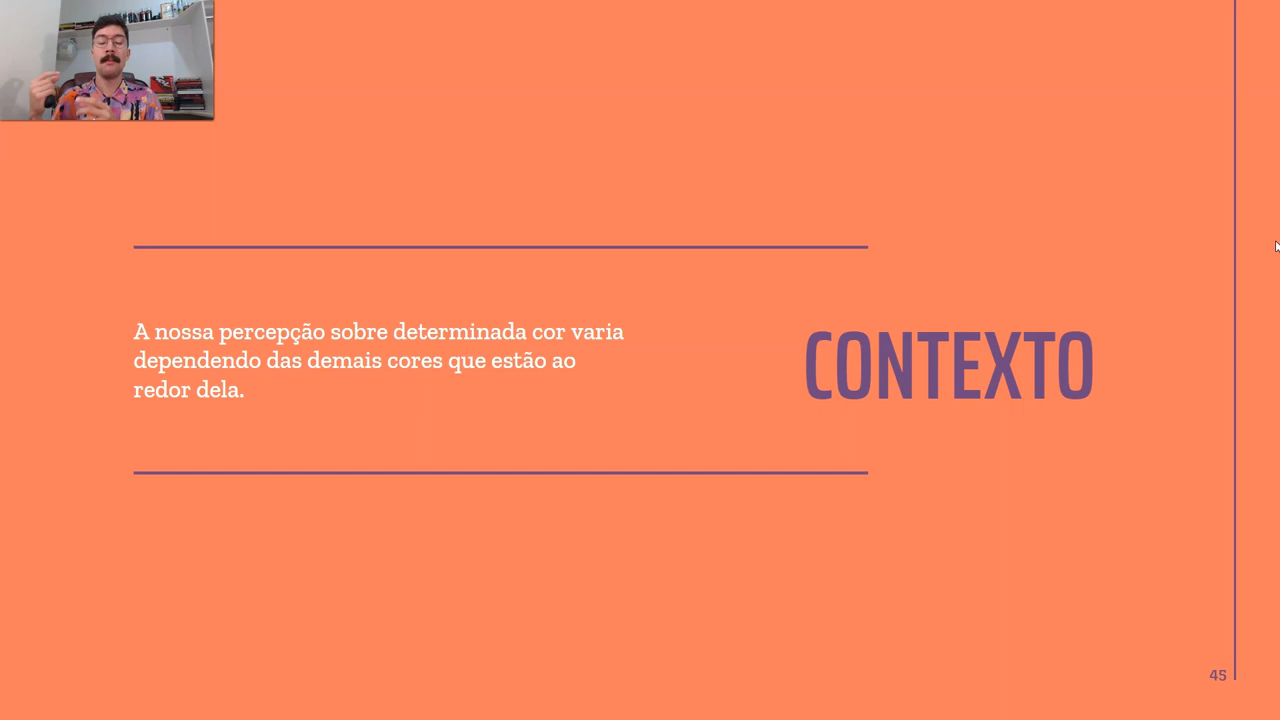 A nossa percepção sobre determinada cor varia
dependendo das demais cores que estão ao
redor dela.
CONTEXTO
45